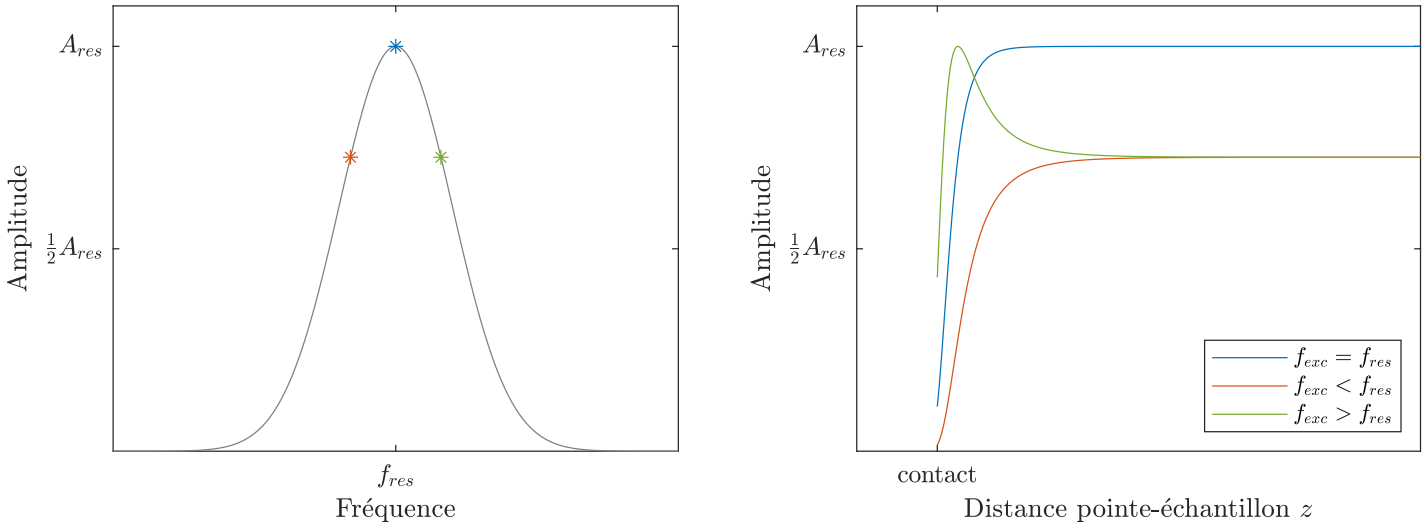 A_res
½A_res
Amplitude
f_res
Fréquence
A_res
½A_res
Amplitude
contact
Distance pointe-échantillon z
f_exc = f_res
f_exc < f_res
f_exc > f_res